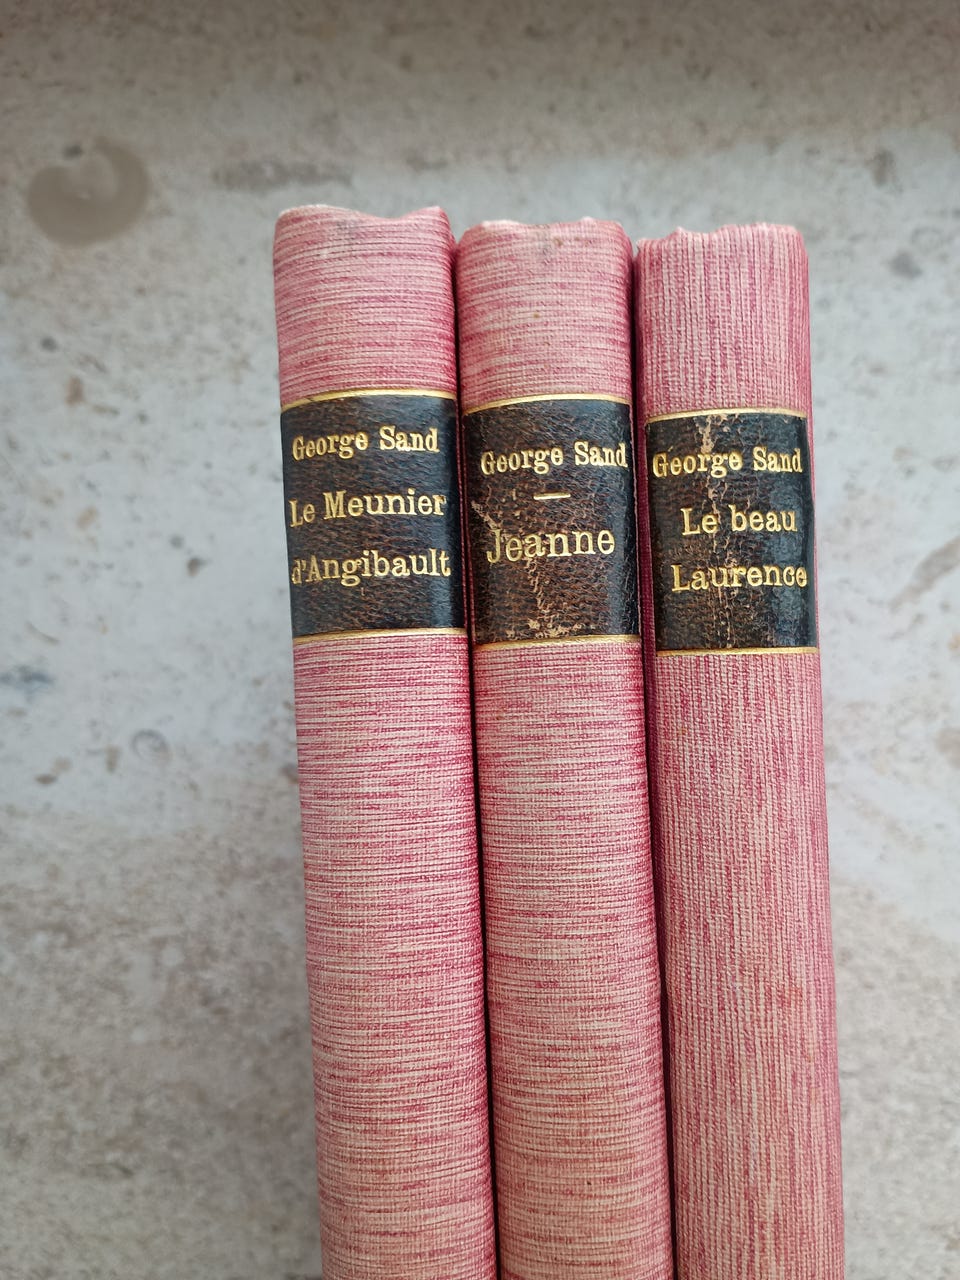 George Sand
Le Meunier
d'Angibault
George Sand
Jeanne
George Sand
Le beau
Laurence